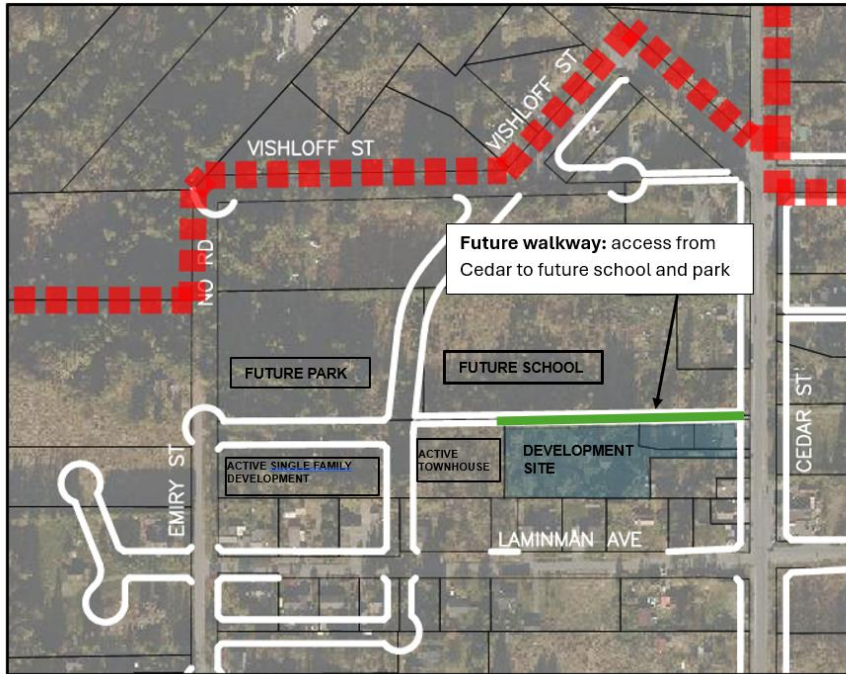 VISHLOFF ST
VISHLOFF ST
NO RD
Future walkway: access from
Cedar to future school and park
FUTURE PARK
FUTURE SCHOOL
CEDAR ST
EMIRY ST
ACTIVE SINGLE FAMILY
DEVELOPMENT
ACTIVE
TOWNHOUSE
DEVELOPMENT
SITE
LAMINMAN AVE